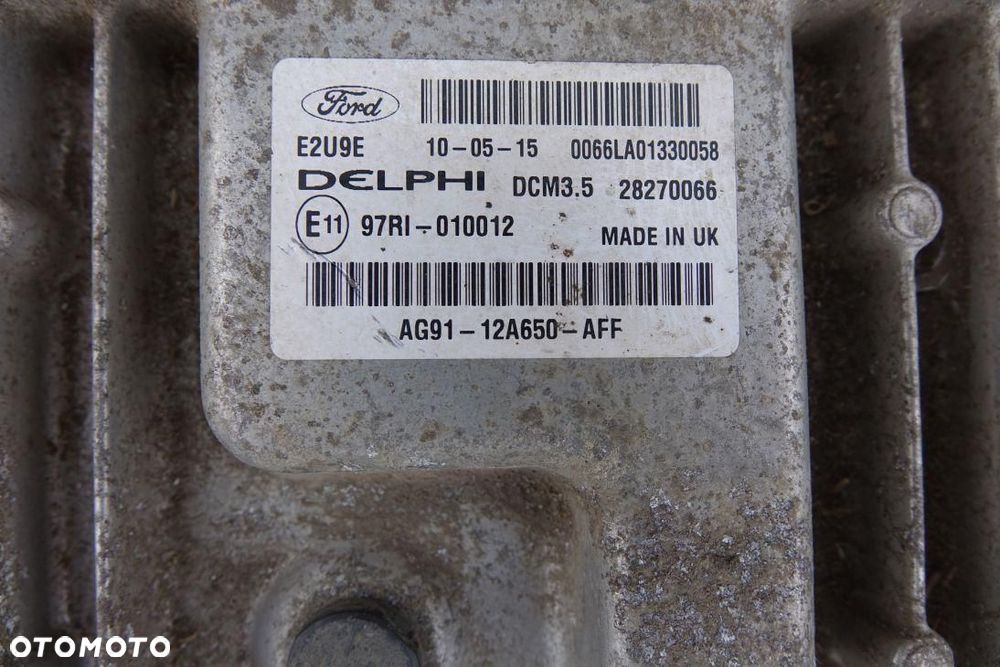 Ford
E2U9E 10-05-15 0066LA01330058
DELPHI DCM3.5 28270066
E11 97RI-010012 MADE IN UK
AG91-12A650-AFF
OTOMOTO